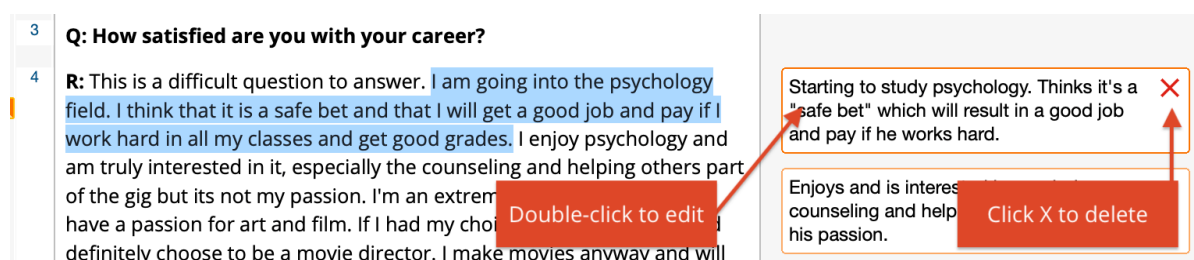 3
Q: How satisfied are you with your career?
4
R: This is a difficult question to answer. I am going into the psychology
field. I think that it is a safe bet and that I will get a good job and pay if I
work hard in all my classes and get good grades. I enjoy psychology and
am truly interested in it, especially the counseling and helping others part
of the gig but its not my passion. I'm an
have a passion for art and film. If I had my
definitely choose to be a movie director. I make movies anyway and will
Double-click to edit
Starting to study psychology. Thinks it's a
"safe bet" which will result in a good job
and pay if he works hard.
Enjoys and is
counseling and
his passion.
Click X to delete